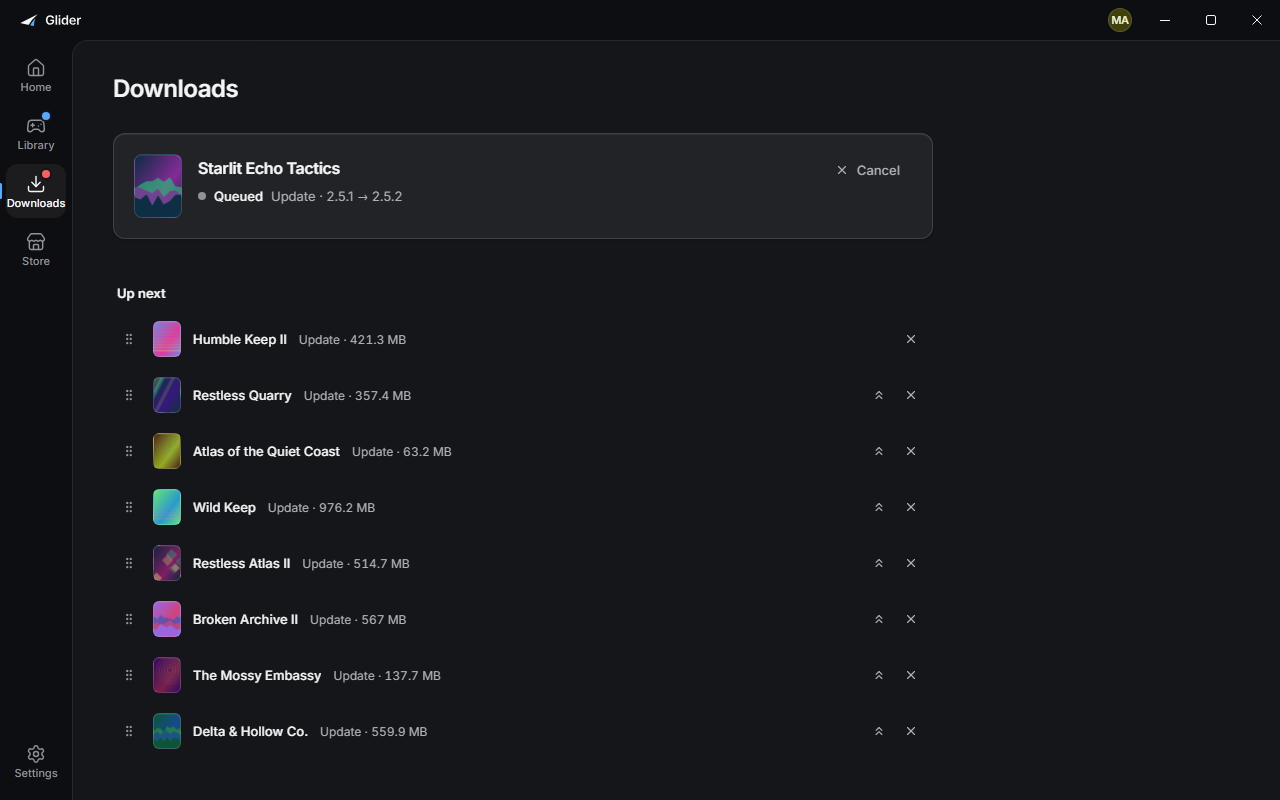 Glider
MA
Home
Library
Downloads
Store
Settings
Downloads
Starlit Echo Tactics
Queued Update · 2.5.1 → 2.5.2
Cancel
Up next
Humble Keep II Update · 421.3 MB
Restless Quarry Update · 357.4 MB
Atlas of the Quiet Coast Update · 63.2 MB
Wild Keep Update · 976.2 MB
Restless Atlas II Update · 514.7 MB
Broken Archive II Update · 567 MB
The Mossy Embassy Update · 137.7 MB
Delta & Hollow Co. Update · 559.9 MB